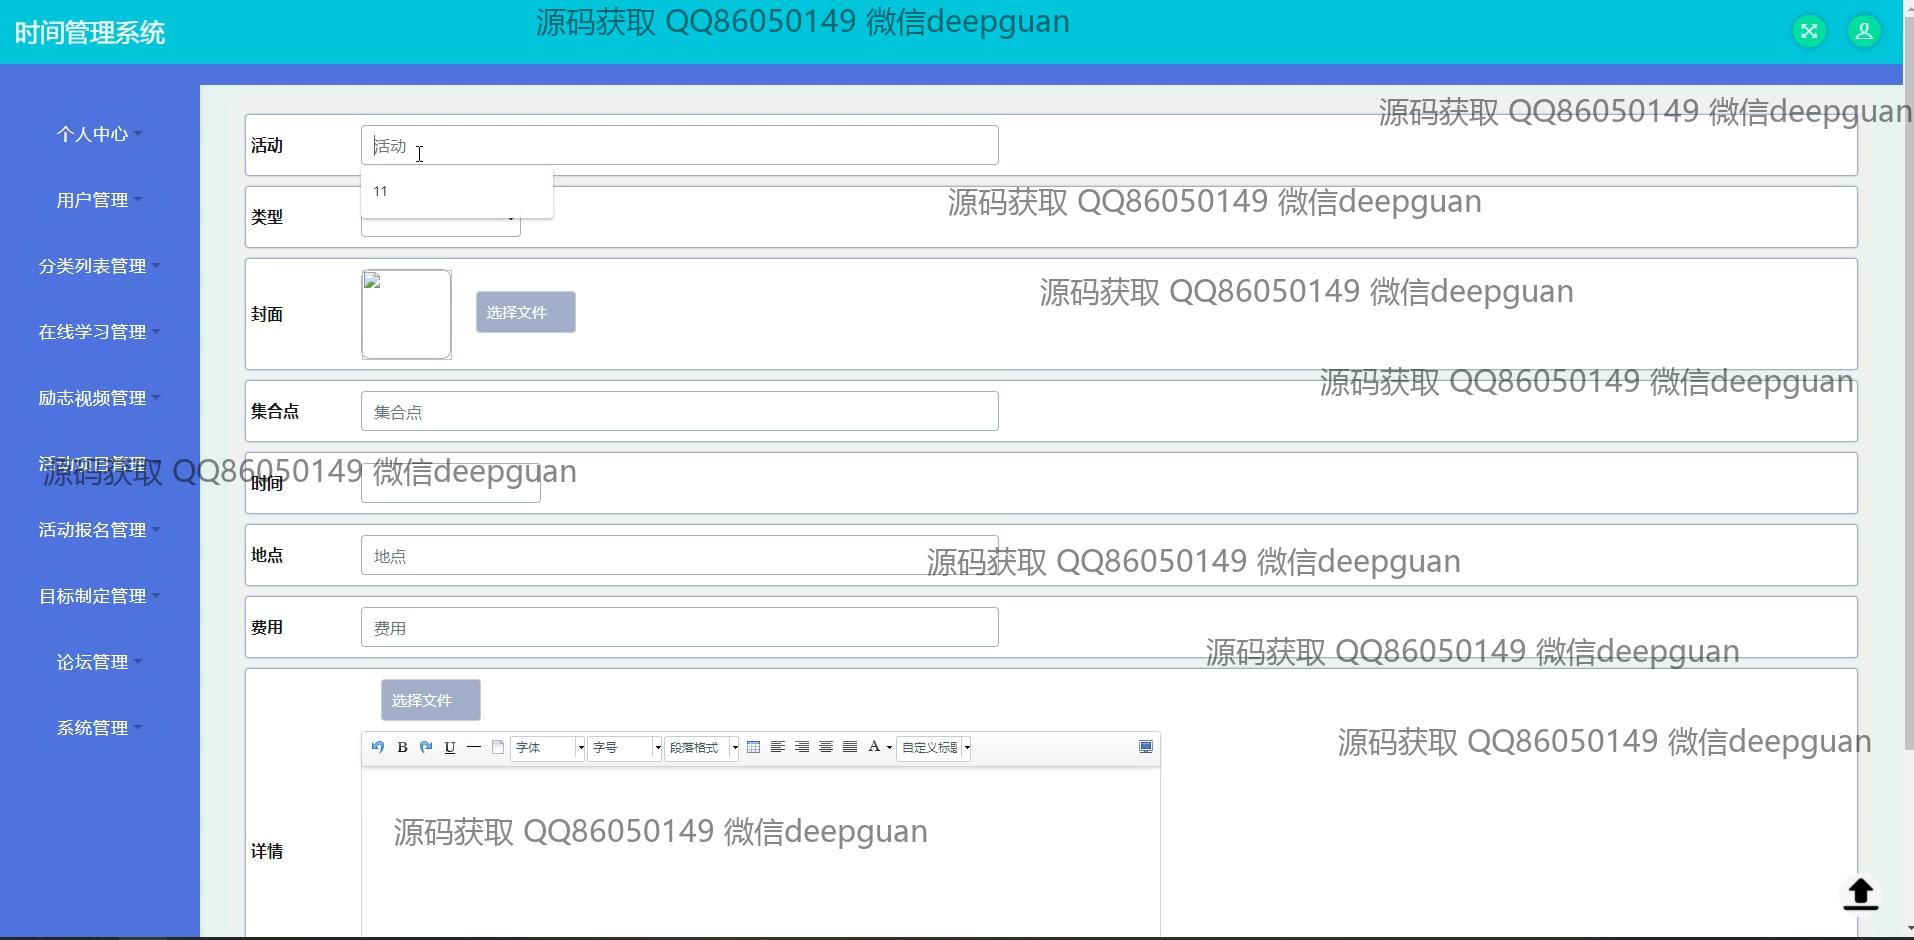 时间管理系统
源码获取 QQ86050149 微信deepguan
源码获取 QQ86050149 微信deepguan
个人中心
活动
活动
11
用户管理
类型
源码获取 QQ86050149 微信deepguan
分类列表管理
封面
选择文件
源码获取 QQ86050149 微信deepguan
在线学习管理
源码获取 QQ86050149 微信deepguan
励志视频管理
集合点
集合点
活动项目管理
源码获取 QQ86050149 微信deepguan
时间
活动报名管理
地点
地点
源码获取 QQ86050149 微信deepguan
目标制定管理
费用
费用
源码获取 QQ86050149 微信deepguan
论坛管理
选择文件
系统管理
B U 字体 字号 段落格式 A 自定义标题
源码获取 QQ86050149 微信deepguan
源码获取 QQ86050149 微信deepguan
详情